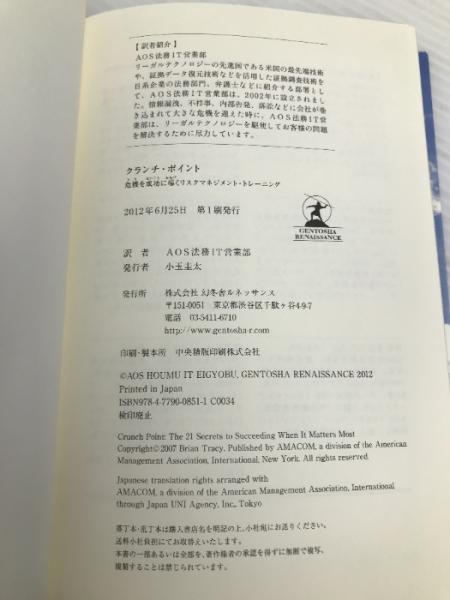 【訳者紹介】
AOS法務IT営業部
リーガルテクノロジーの先進国である米国の最先端技術
や、証拠データ復元技術などを活用した証拠調査技術を
日系企業の法務部門、弁護士などに紹介する部署とし
て、AOS法務IT営業部は、2002年に設立されまし
た。情報漏洩、不祥事、内部告発、訴訟などに会社が巻
き込まれて大きな危機を迎えた時に、AOS法務IT営
業部は、リーガルテクノロジーを駆使してお客様の問題
を解決するために尽力しています。
クランチ・ポイント
危機を成功に導くリスクマネジメント・トレーニング
2012年6月25日 第1刷発行
GENTOSHA
RENAISSANCE
訳 者 AOS法務IT営業部
発行者 小玉圭太
発行所 株式会社 幻冬舎ルネッサンス
〒151-0051 東京都渋谷区千駄ヶ谷4-9-7
電話 03-5411-6710
http://www.gentosha-r.com
印刷・製本所 中央精版印刷株式会社
©AOS HOUMU IT EIGYOBU, GENTOSHA RENAISSANCE 2012
Printed in Japan
ISBN978-4-7790-0851-1 C0034
検印廃止
Crunch Point: The 21 Secrets to Succeeding When It Matters Most
Copyright©2007 Brian Tracy. Published by AMACOM, a division of the American
Management Association, International, New York. All rights reserved.
Japanese translation rights arranged with
AMACOM, a division of the American Management Association, International
through Japan UNI Agency, Inc., Tokyo
落丁本・乱丁本は購入書店名を明記の上、小社宛にお送りください。
送料小社負担にてお取替えいたします。
本書の一部あるいは全部を、著作権者の承認を得ずに無断で複写、
複製することは禁じられています。